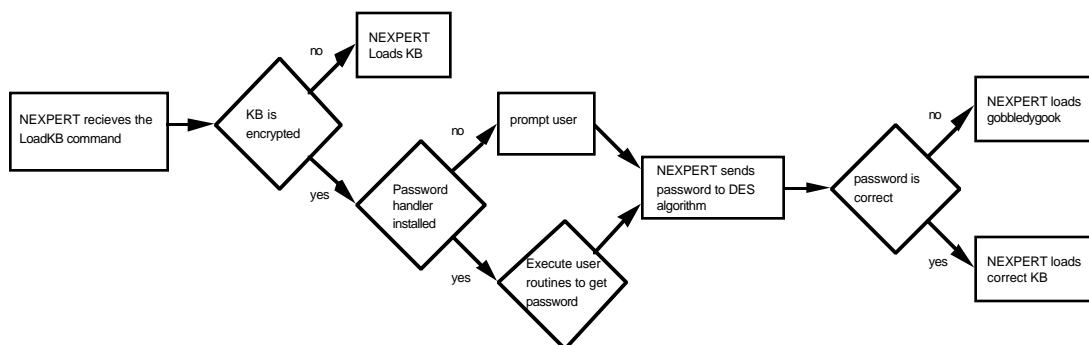 NEXPERT recieves the
LoadKB command
KB is
encrypted
no
NEXPERT
Loads KB
yes
Password
handler
installed
no
prompt user
yes
Execute user
routines to get
password
NEXPERT sends
password to DES
algorithm
password is
correct
no
NEXPERT loads
gobbledygook
yes
NEXPERT loads
correct KB